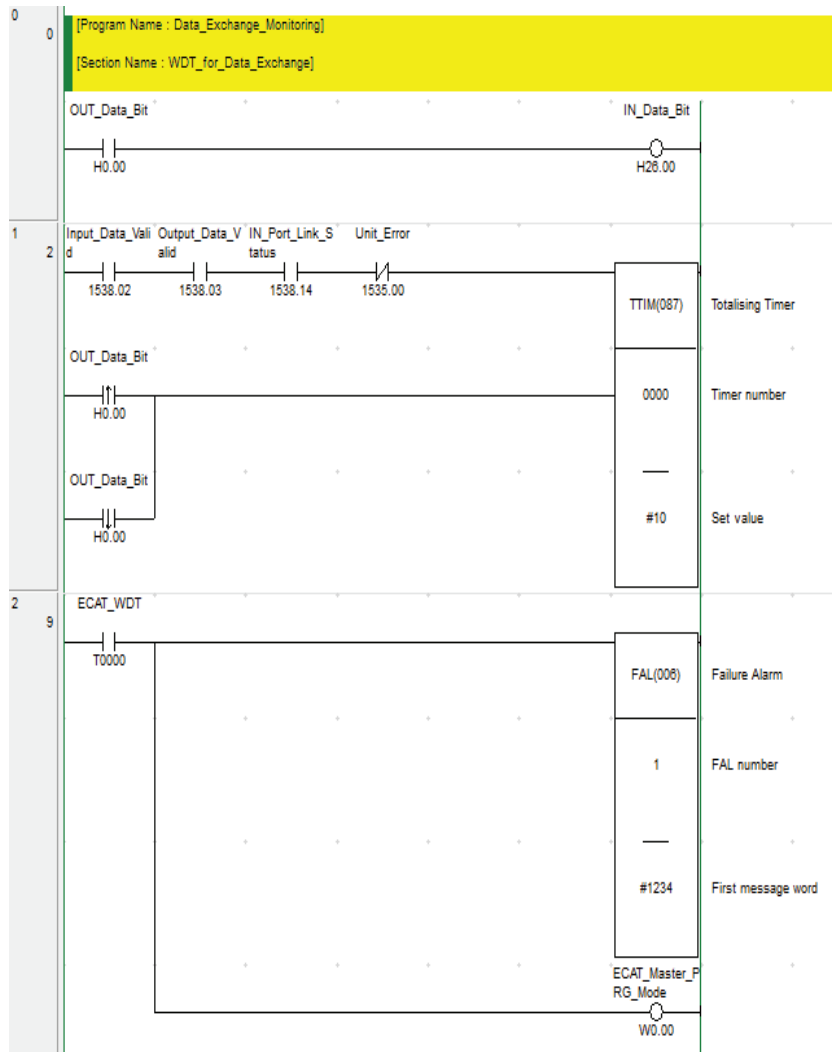 0
0
[Program Name : Data_Exchange_Monitoring]
[Section Name : WDT_for_Data_Exchange]
OUT_Data_Bit
IN_Data_Bit
H0.00
H26.00
1
2
Input_Data_Vali
d
Output_Data_V
alid
IN_Port_Link_S
tatus
Unit_Error
1538.02
1538.03
1538.14
1535.00
TTIM(087)
Totalising Timer
OUT_Data_Bit
H0.00
0000
Timer number
OUT_Data_Bit
H0.00
#10
Set value
2
9
ECAT_WDT
T0000
FAL(006)
Failure Alarm
1
FAL number
#1234
First message word
ECAT_Master_P
RG_Mode
W0.00